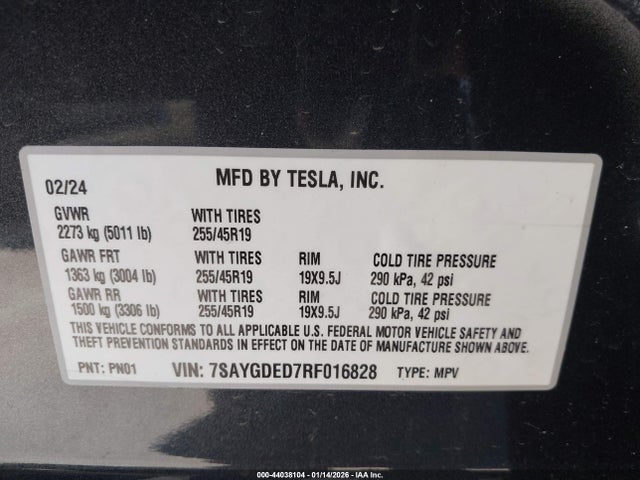 02/24 MFD BY TESLA, INC.
GVWR WITH TIRES
2273 kg (5011 lb) 255/45R19
GAWR FRT WITH TIRES RIM COLD TIRE PRESSURE
1363 kg (3004 lb) 255/45R19 19X9.5J 290 kPa, 42 psi
GAWR RR WITH TIRES RIM COLD TIRE PRESSURE
1500 kg (3306 lb) 255/45R19 19X9.5J 290 kPa, 42 psi
THIS VEHICLE CONFORMS TO ALL APPLICABLE U.S. FEDERAL MOTOR VEHICLE SAFETY AND
THEFT PREVENTION STANDARDS IN EFFECT ON THE DATE OF MANUFACTURE SHOWN ABOVE.
PNT: PN01 VIN: 7SAYGDED7RF016828 TYPE: MPV
000-44038104 - 01/14/2026 - IAAI.COM